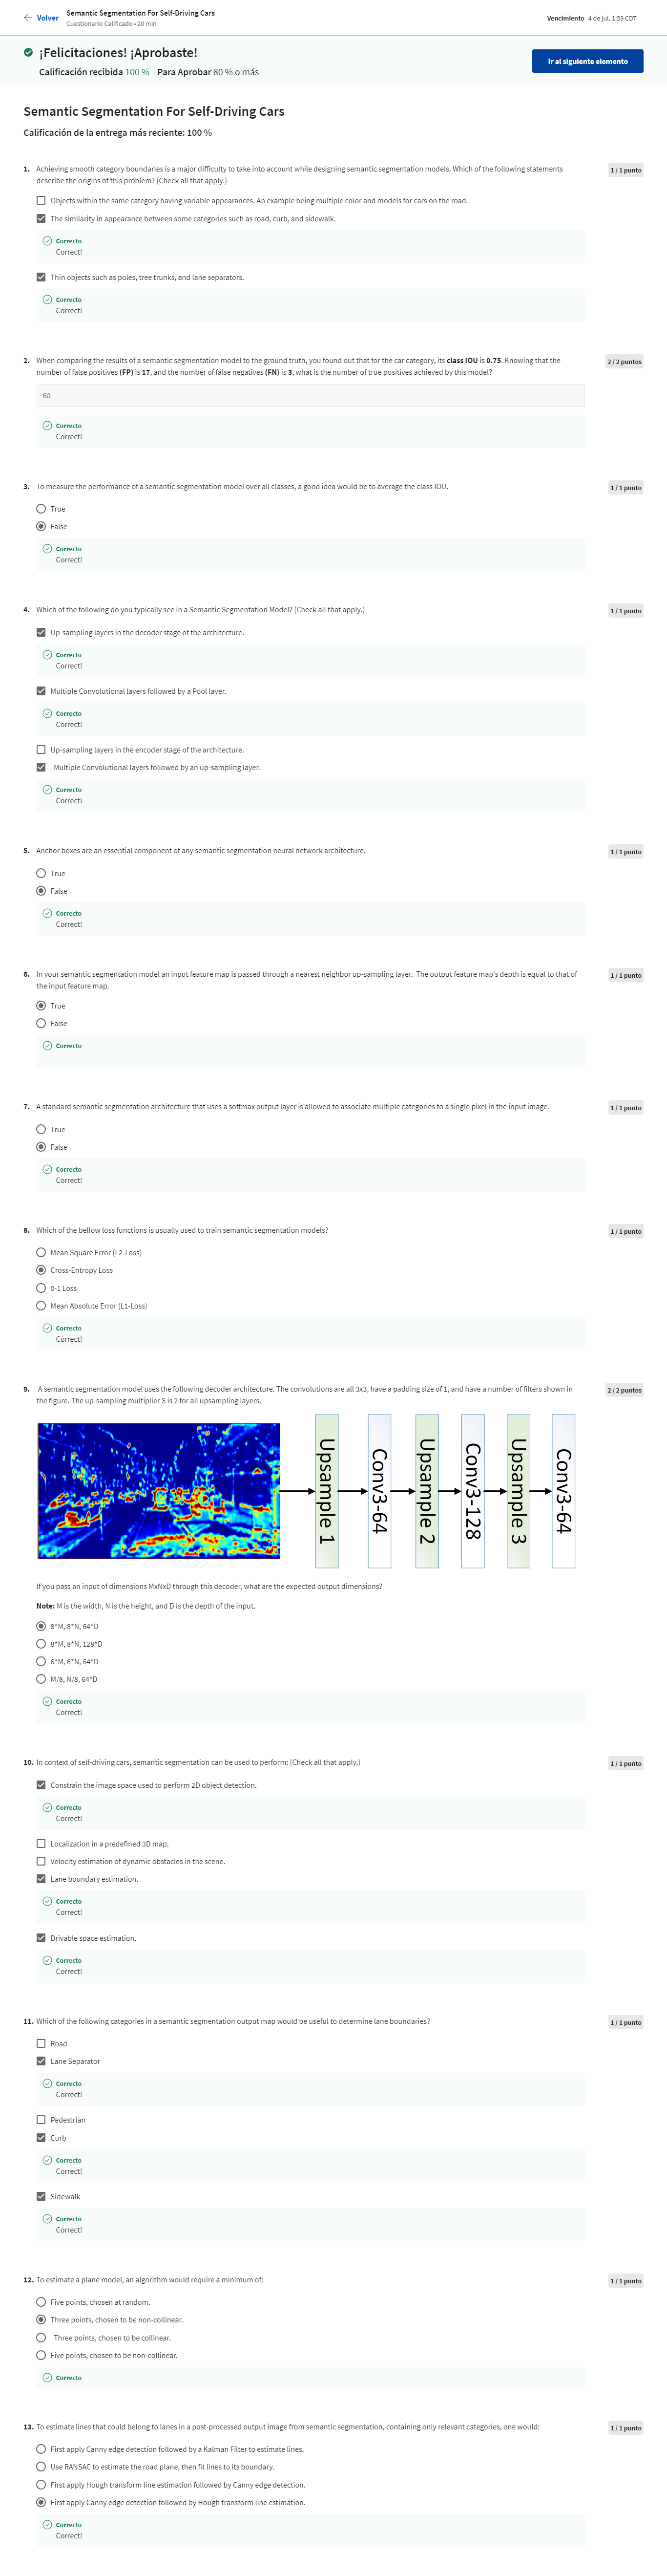 Volver
Semantic Segmentation For Self-Driving Cars
Cuestionario Calificado • 20 min
Vencimiento 4 de jul. 1:59 CDT
¡Felicitaciones! ¡Aprobaste!
Calificación recibida 100 % Para Aprobar 80 % o más
Ir al siguiente elemento
Semantic Segmentation For Self-Driving Cars
Calificación de la entrega más reciente: 100 %
1. Achieving smooth category boundaries is a major difficulty to take into account while designing semantic segmentation models. Which of the following statements
describe the origins of this problem? (Check all that apply.)
1 / 1 punto
Objects within the same category having variable appearances. An example being multiple color and models for cars on the road.
The similarity in appearance between some categories such as road, curb, and sidewalk.
Correcto
Correct!
Thin objects such as poles, tree trunks, and lane separators.
Correcto
Correct!
2. When comparing the results of a semantic segmentation model to the ground truth, you found out that for the car category, its class IOU is 0.75. Knowing that the
number of false positives (FP) is 17, and the number of false negatives (FN) is 3, what is the number of true positives achieved by this model?
2 / 2 puntos
60
Correcto
Correct!
3. To measure the performance of a semantic segmentation model over all classes, a good idea would be to average the class IOU.
1 / 1 punto
True
False
Correcto
Correct!
4. Which of the following do you typically see in a Semantic Segmentation Model? (Check all that apply.)
1 / 1 punto
Up-sampling layers in the decoder stage of the architecture.
Correcto
Correct!
Multiple Convolutional layers followed by a Pool layer.
Correcto
Correct!
Up-sampling layers in the encoder stage of the architecture.
Multiple Convolutional layers followed by an up-sampling layer.
Correcto
Correct!
5. Anchor boxes are an essential component of any semantic segmentation neural network architecture.
1 / 1 punto
True
False
Correcto
Correct!
6. In your semantic segmentation model an input feature map is passed through a nearest neighbor up-sampling layer. The output feature map's depth is equal to that of
the input feature map.
1 / 1 punto
True
False
Correcto
7. A standard semantic segmentation architecture that uses a softmax output layer is allowed to associate multiple categories to a single pixel in the input image.
1 / 1 punto
True
False
Correcto
Correct!
8. Which of the bellow loss functions is usually used to train semantic segmentation models?
1 / 1 punto
Mean Square Error (L2-Loss)
Cross-Entropy Loss
0-1 Loss
Mean Absolute Error (L1-Loss)
Correcto
Correct!
9. A semantic segmentation model uses the following decoder architecture. The convolutions are all 3x3, have a padding size of 1, and have a number of filters shown in
the figure. The up-sampling multiplier S is 2 for all upsampling layers.
2 / 2 puntos
Upsample 1
Conv3-64
Upsample 2
Conv3-128
Upsample 3
Conv3-64
If you pass an input of dimensions MxNxD through this decoder, what are the expected output dimensions?
Note: M is the width, N is the height, and D is the depth of the input.
8*M, 8*N, 64*D
8*M, 8*N, 128*D
6*M, 6*N, 64*D
M/8, N/8, 64*D
Correcto
Correct!
10. In context of self-driving cars, semantic segmentation can be used to perform: (Check all that apply.)
1 / 1 punto
Constrain the image space used to perform 2D object detection.
Correcto
Correct!
Localization in a predefined 3D map.
Velocity estimation of dynamic obstacles in the scene.
Lane boundary estimation.
Correcto
Correct!
Drivable space estimation.
Correcto
Correct!
11. Which of the following categories in a semantic segmentation output map would be useful to determine lane boundaries?
1 / 1 punto
Road
Lane Separator
Correcto
Correct!
Pedestrian
Curb
Correcto
Correct!
Sidewalk
Correcto
Correct!
12. To estimate a plane model, an algorithm would require a minimum of:
1 / 1 punto
Five points, chosen at random.
Three points, chosen to be non-collinear.
Three points, chosen to be collinear.
Five points, chosen to be non-collinear.
Correcto
13. To estimate lines that could belong to lanes in a post-processed output image from semantic segmentation, containing only relevant categories, one would:
1 / 1 punto
First apply Canny edge detection followed by a Kalman Filter to estimate lines.
Use RANSAC to estimate the road plane, then fit lines to its boundary.
First apply Hough transform line estimation followed by Canny edge detection.
First apply Canny edge detection followed by Hough transform line estimation.
Correcto
Correct!